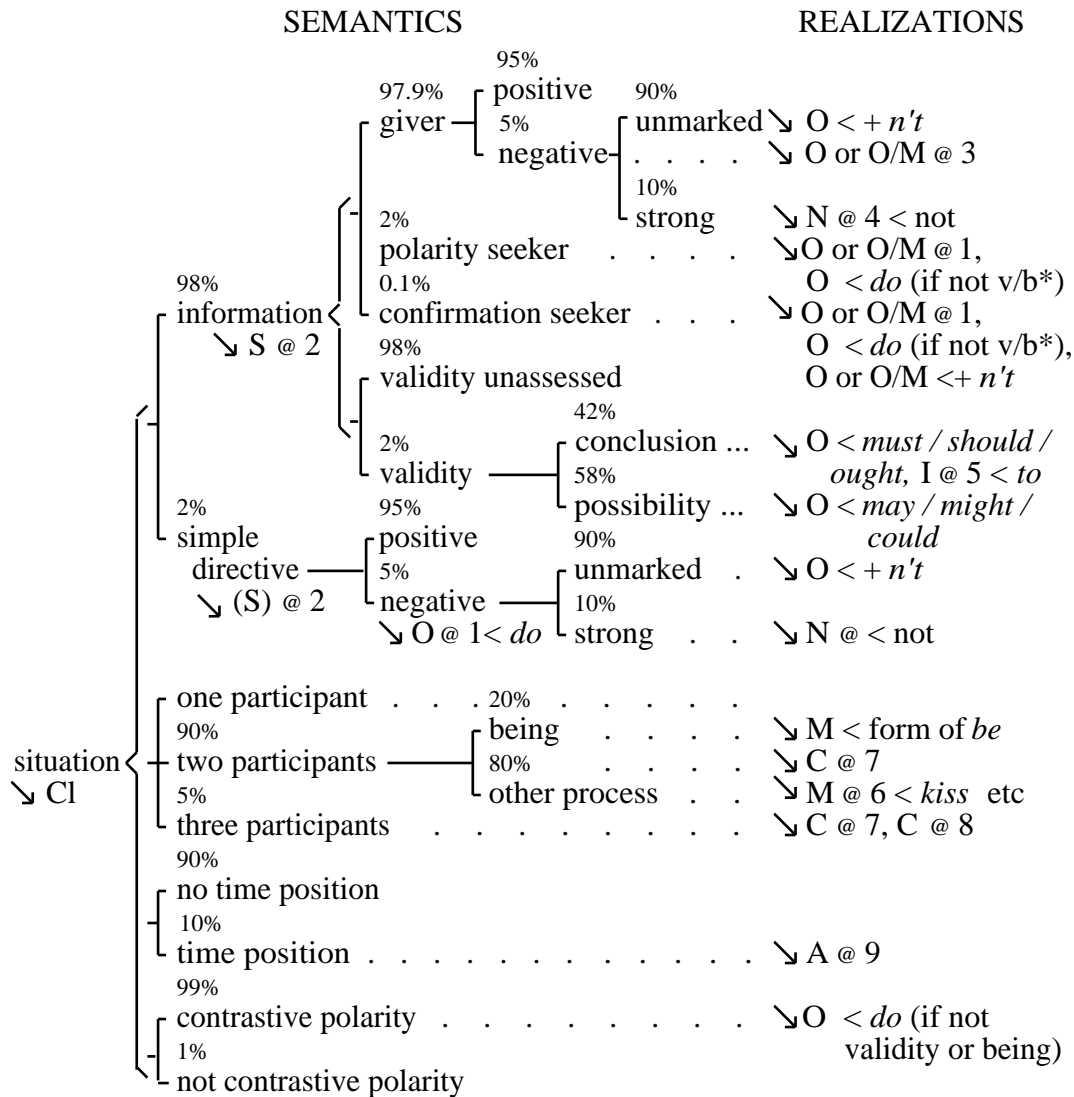 SEMANTICS REALIZATIONS
95%
97.9% positive 90%
giver 5% unmarked ↘ O < + n't
negative . . . . ↘ O or O/M @ 3
10%
2% strong ↘ N @ 4 < not
polarity seeker . . . . ↘ O or O/M @ 1,
98% 0.1% O < do (if not v/b*)
information confirmation seeker . . . ↘ O or O/M @ 1,
↘ S @ 2 98% O < do (if not v/b*),
validity unassessed O or O/M <+ n't
42%
2% conclusion ... ↘ O < must / should /
validity 58% ought, I @ 5 < to
2% 95% possibility ... ↘ O < may / might /
simple positive 90% could
directive 5% unmarked . ↘ O < + n't
↘ (S) @ 2 negative 10%
↘ O @ 1< do strong . . ↘ N @ < not
one participant . . . 20% . . . . .
90% being . . . . ↘ M < form of be
situation two participants 80% . . . . ↘ C @ 7
↘ Cl 5% other process . . ↘ M @ 6 < kiss etc
three participants . . . . . . . . ↘ C @ 7, C @ 8
90%
no time position
10%
time position . . . . . . . . . . . . ↘ A @ 9
99%
contrastive polarity . . . . . . . . ↘ O < do (if not
1% validity or being)
not contrastive polarity